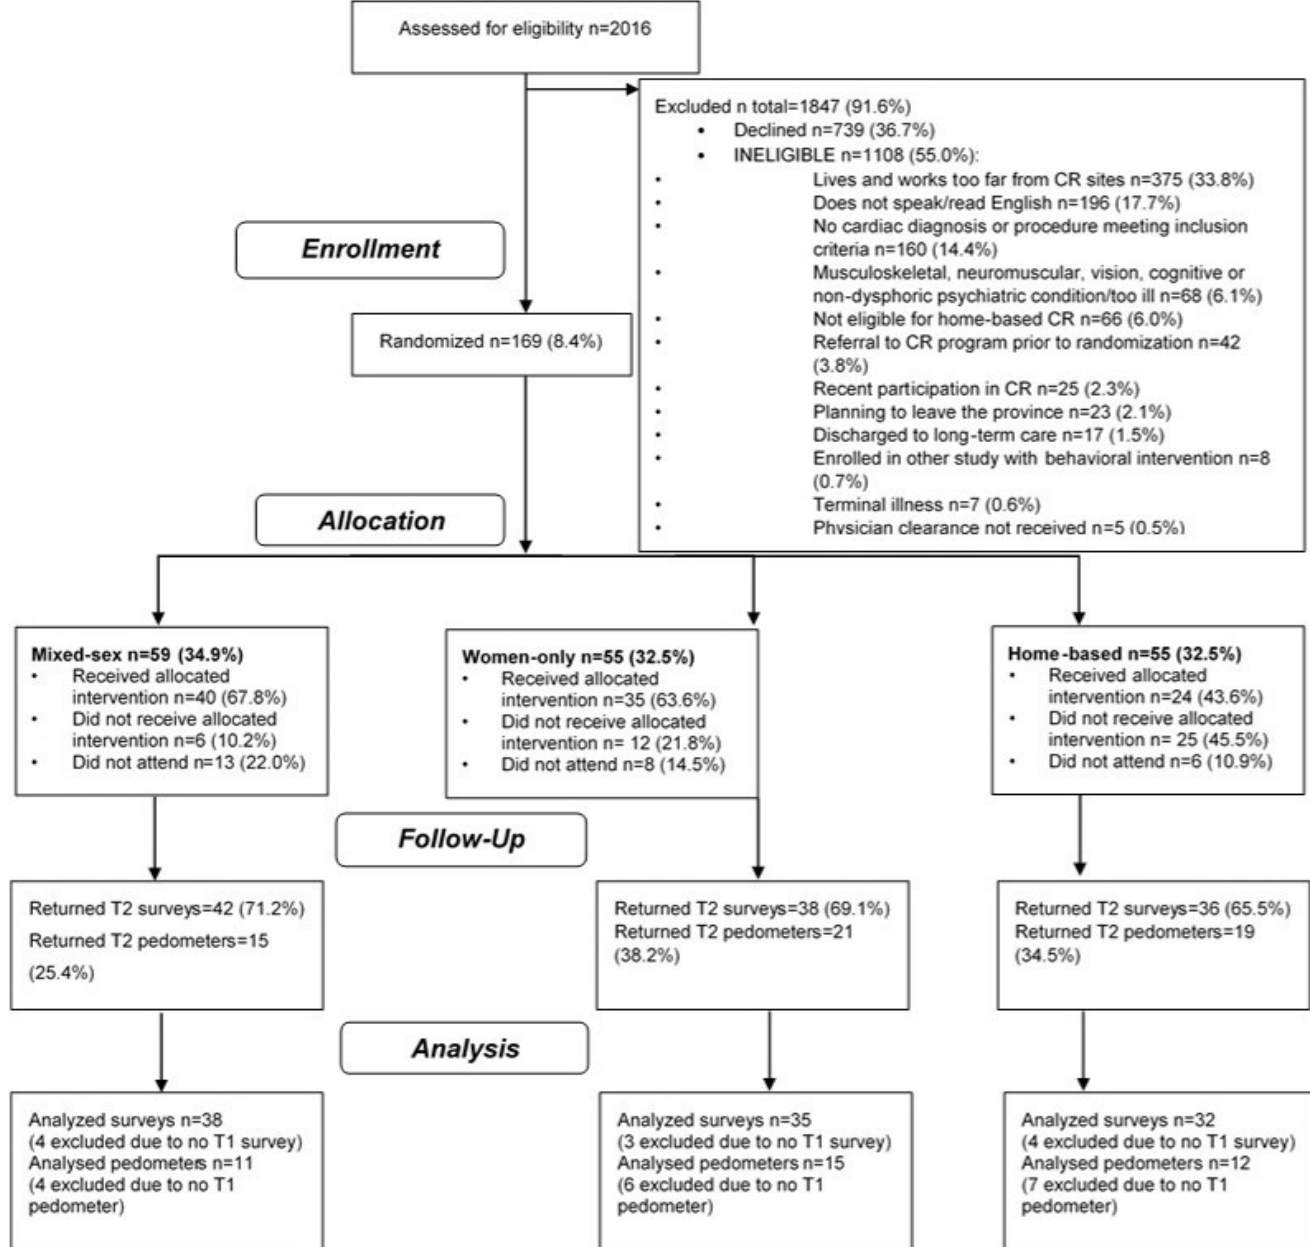 Assessed for eligibility n=2016
Excluded n total=1847 (91.6%)
• Declined n=739 (36.7%)
• INELIGIBLE n=1108 (55.0%):
• Lives and works too far from CR sites n=375 (33.8%)
• Does not speak/read English n=196 (17.7%)
• No cardiac diagnosis or procedure meeting inclusion
criteria n=160 (14.4%)
• Musculoskeletal, neuromuscular, vision, cognitive or
non-dysphoric psychiatric condition/too ill n=68 (6.1%)
• Not eligible for home-based CR n=66 (6.0%)
• Referral to CR program prior to randomization n=42
(3.8%)
• Recent participation in CR n=25 (2.3%)
• Planning to leave the province n=23 (2.1%)
• Discharged to long-term care n=17 (1.5%)
• Enrolled in other study with behavioral intervention n=8
(0.7%)
• Terminal illness n=7 (0.6%)
• Physician clearance not received n=5 (0.5%)
Enrollment
Randomized n=169 (8.4%)
Allocation
Mixed-sex n=59 (34.9%)
• Received allocated
intervention n=40 (67.8%)
• Did not receive allocated
intervention n=6 (10.2%)
• Did not attend n=13 (22.0%)
Women-only n=55 (32.5%)
• Received allocated
intervention n=35 (63.6%)
• Did not receive allocated
intervention n= 12 (21.8%)
• Did not attend n=8 (14.5%)
Home-based n=55 (32.5%)
• Received allocated
intervention n=24 (43.6%)
• Did not receive allocated
intervention n= 25 (45.5%)
• Did not attend n=6 (10.9%)
Follow-Up
Returned T2 surveys=42 (71.2%)
Returned T2 pedometers=15
(25.4%)
Returned T2 surveys=38 (69.1%)
Returned T2 pedometers=21
(38.2%)
Returned T2 surveys=36 (65.5%)
Returned T2 pedometers=19
(34.5%)
Analysis
Analyzed surveys n=38
(4 excluded due to no T1 survey)
Analysed pedometers n=11
(4 excluded due to no T1
pedometer)
Analyzed surveys n=35
(3 excluded due to no T1 survey)
Analysed pedometers n=15
(6 excluded due to no T1
pedometer)
Analyzed surveys n=32
(4 excluded due to no T1 survey)
Analysed pedometers n=12
(7 excluded due to no T1
pedometer)